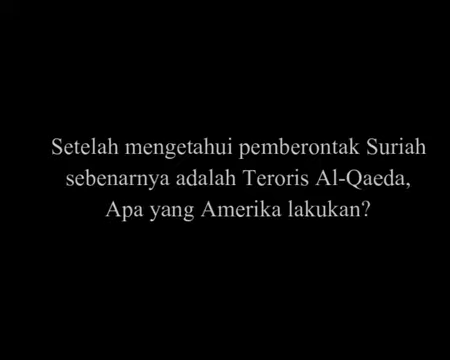 Setelah mengetahui pemberontak Suriah
sebenarnya adalah Teroris Al-Qaeda,
Apa yang Amerika lakukan?